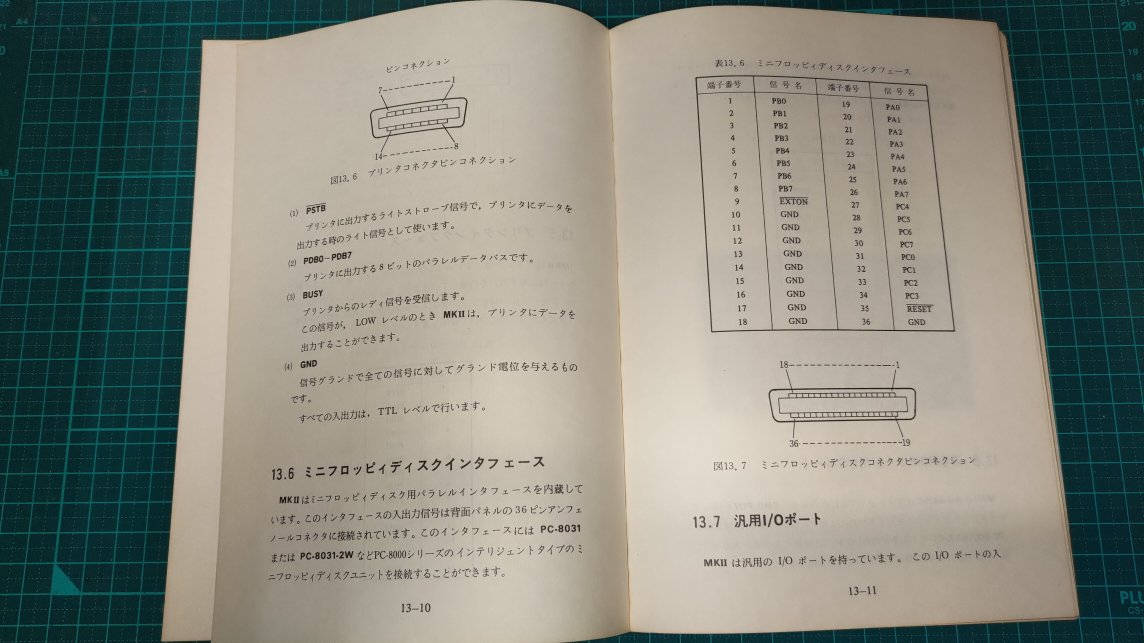 ピンコネクション
7 1
14 8
図13.6 プリンタコネクタピンコネクション
(1) PSTB
プリンタに出力するライトストローブ信号で，プリンタにデータを
出力する時のライト信号として使います。
(2) PDB0−PDB7
プリンタに出力する8ビットのパラレルデータバスです。
(3) BUSY
プリンタからのレディ信号を受信します。
この信号が，LOW レベルのとき MKIIは，プリンタにデータを
出力することができます。
(4) GND
信号グランドで全ての信号に対してグランド電位を与えるもの
です。
すべての入出力は，TTL レベルで行います。
13.6 ミニフロッピィディスクインタフェース
MKIIはミニフロッピィディスク用パラレルインタフェースを内蔵して
います。このインタフェースの入出力信号は背面パネルの36ピンアンフェ
ノールコネクタに接続されています。このインタフェースには PC-8031
または PC-8031-2W などPC-8000シリーズのインテリジェントタイプのミ
ニフロッピィディスクユニットを接続することができます。
13—10
表13.6 ミニフロッピィディスクインタフェース
端子番号 信号名 端子番号 信号名
1 PB0 19 PA0
2 PB1 20 PA1
3 PB2 21 PA2
4 PB3 22 PA3
5 PB4 23 PA4
6 PB5 24 PA5
7 PB6 25 PA6
8 PB7 26 PA7
9 EXTON 27 PC4
10 GND 28 PC5
11 GND 29 PC6
12 GND 30 PC7
13 GND 31 PC0
14 GND 32 PC1
15 GND 33 PC2
16 GND 34 PC3
17 GND 35 RESET
18 GND 36 GND
18 1
36 19
図13.7 ミニフロッピィディスクコネクタピンコネクション
13.7 汎用I/Oポート
MKII は汎用の I/O ポートを持っています。この I/O ポートの入
13—11
A4
A5
20
19
18
PLU